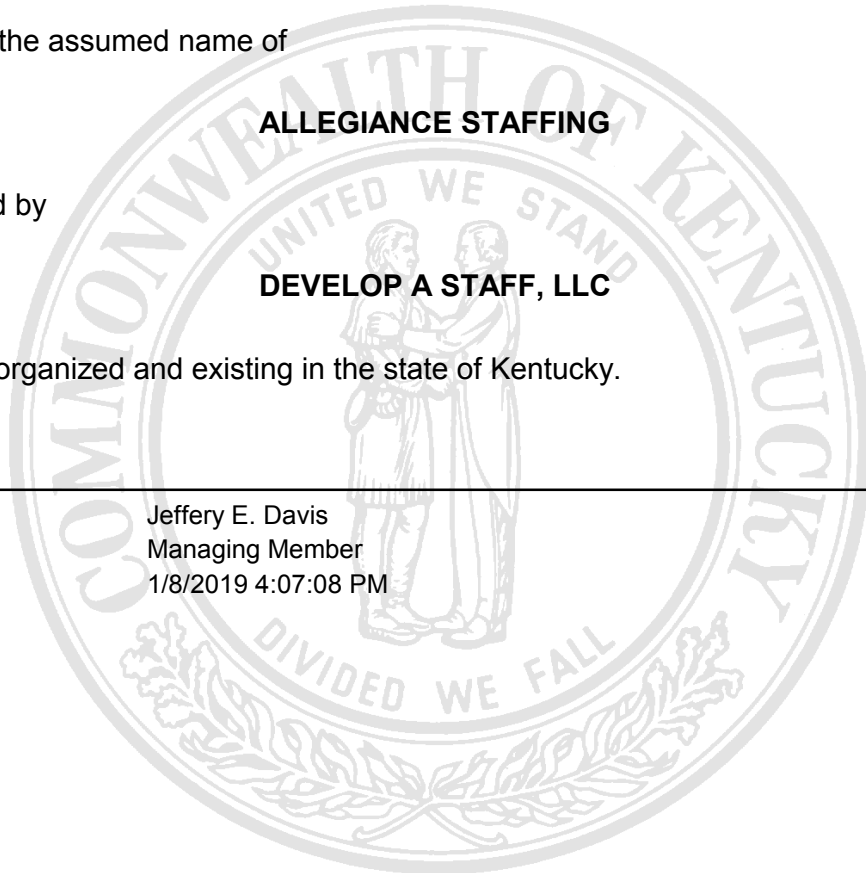 the assumed name of
ALLEGIANCE STAFFING
d by
DEVELOP A STAFF, LLC
organized and existing in the state of Kentucky.
Jeffery E. Davis
Managing Member
1/8/2019 4:07:08 PM
COMMONWEALTH OF KENTUCKY
UNITED WE STAND
DIVIDED WE FALL